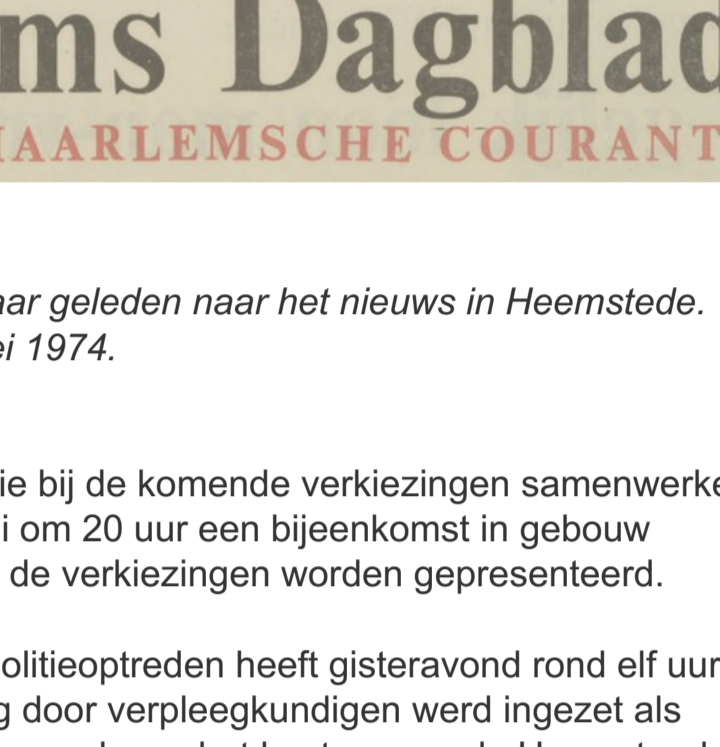 ms Dagblad
HAARLEMSCHE COURANT
aar geleden naar het nieuws in Heemstede.
ei 1974.
ie bij de komende verkiezingen samenwerke
i om 20 uur een bijeenkomst in gebouw
de verkiezingen worden gepresenteerd.
olitieoptreden heeft gisteravond rond elf uur
g door verpleegkundigen werd ingezet als